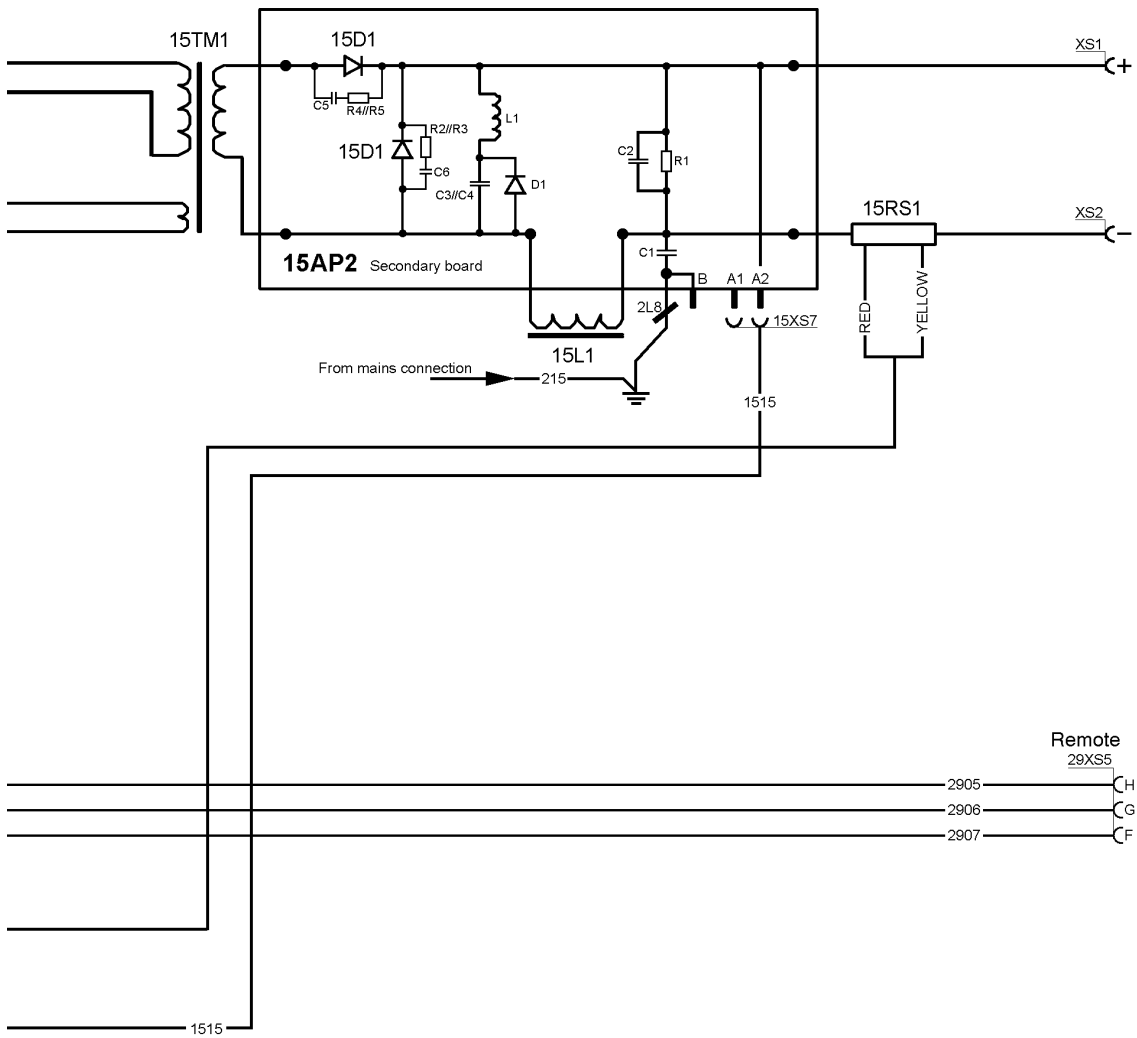 XS1
15TM1
15D1
+
C5
R4//R5
L1
R2//R3
15D1
C2
R1
C6
D1
C3//C4
15RS1
XS2
−
C1
15AP2 Secondary board
B
A1
A2
RED
YELLOW
2L8
15XS7
15L1
From mains connection
215
1515
Remote
29XS5
2905
H
2906
G
2907
F
1515